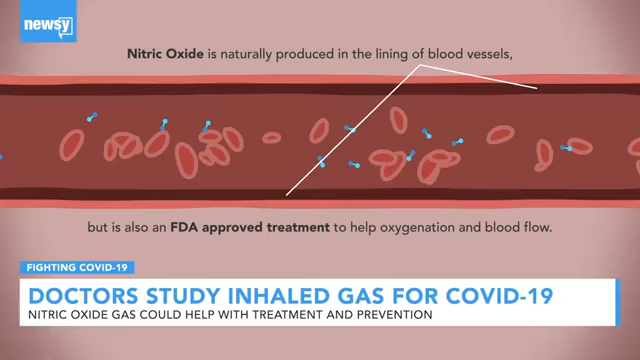 newsy
Nitric Oxide is naturally produced in the lining of blood vessels,
but is also an FDA approved treatment to help oxygenation and blood flow.
FIGHTING COVID-19
DOCTORS STUDY INHALED GAS FOR COVID-19
NITRIC OXIDE GAS COULD HELP WITH TREATMENT AND PREVENTION